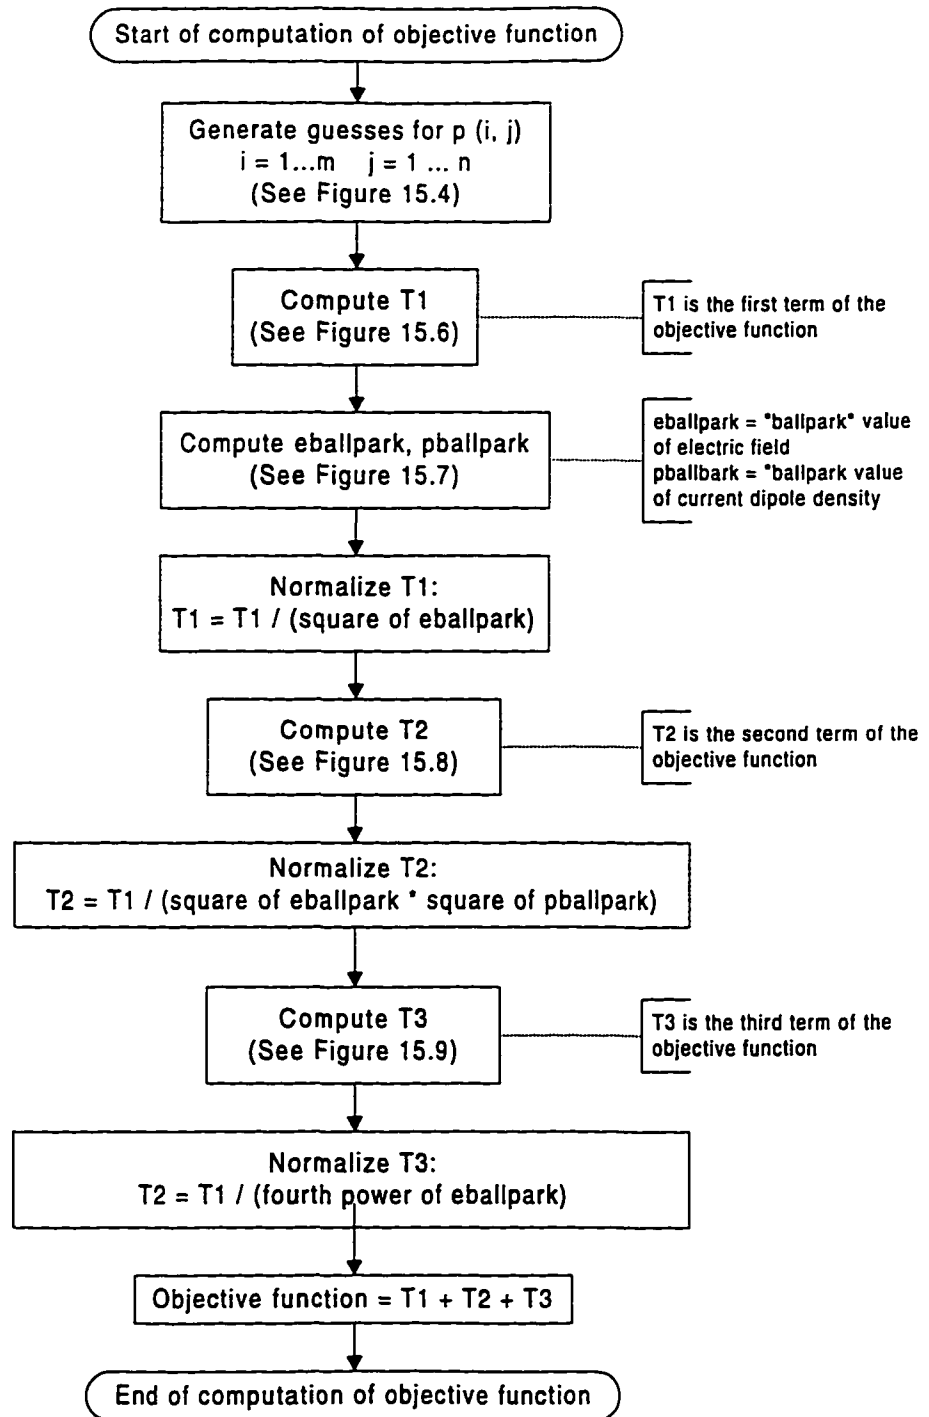 Start of computation of objective function
Generate guesses for p (i, j)
i = 1...m j = 1 ... n
(See Figure 15.4)
Compute T1
(See Figure 15.6)
T1 is the first term of the
objective function
Compute eballpark, pballpark
(See Figure 15.7)
eballpark = "ballpark" value
of electric field
pballbark = "ballpark value
of current dipole density
Normalize T1:
T1 = T1 / (square of eballpark)
Compute T2
(See Figure 15.8)
T2 is the second term of the
objective function
Normalize T2:
T2 = T1 / (square of eballpark * square of pballpark)
Compute T3
(See Figure 15.9)
T3 is the third term of the
objective function
Normalize T3:
T2 = T1 / (fourth power of eballpark)
Objective function = T1 + T2 + T3
End of computation of objective function